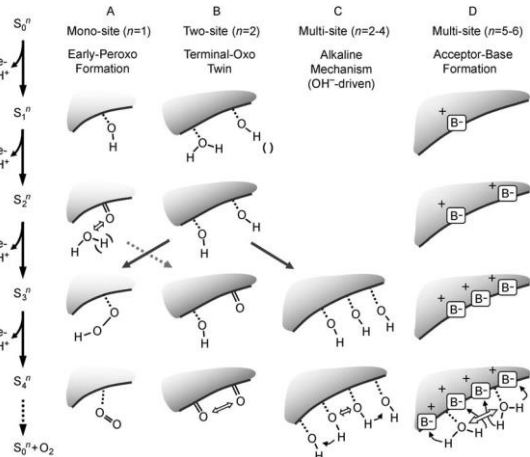 A B C D
Mono-site (n=1) Two-site (n=2) Multi-site (n=2-4) Multi-site (n=5-6)
Early-Peroxo Terminal-Oxo Alkaline Acceptor-Base
Formation Twin Mechanism Formation
(OH⁻-driven)
S₀ⁿ
e-
H⁺
S₁ⁿ
O H
O H H
O H ( )
+ B-
e-
H⁺
S₂ⁿ
O
H O ( H )
O H
O H
+ B- + B-
e-
H⁺
S₃ⁿ
O
H O
O H
O
O H O H O H
+ B- + B- + B-
e-
H⁺
S₄ⁿ
O=O
O O
O H O H O H O H
+ B- + B- + B- + B-
O H H O H H
S₀ⁿ+O₂